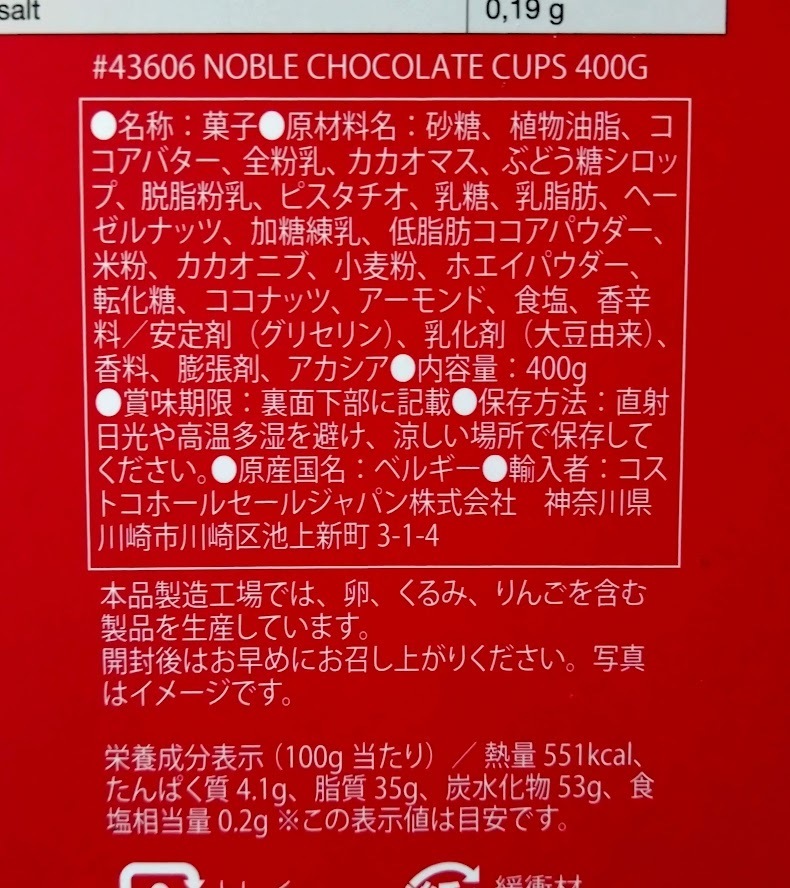 salt 0,19 g
#43606 NOBLE CHOCOLATE CUPS 400G
●名称：菓子●原材料名：砂糖、植物油脂、コ
コアバター、全粉乳、カカオマス、ぶどう糖シロッ
プ、脱脂粉乳、ピスタチオ、乳糖、乳脂肪、ヘー
ゼルナッツ、加糖練乳、低脂肪ココアパウダー、
米粉、カカオニブ、小麦粉、ホエイパウダー、
転化糖、ココナッツ、アーモンド、食塩、香辛
料／安定剤（グリセリン）、乳化剤（大豆由来）、
香料、膨張剤、アカシア●内容量：400g
●賞味期限：裏面下部に記載●保存方法：直射
日光や高温多湿を避け、涼しい場所で保存して
ください。●原産国名：ベルギー●輸入者：コス
トコホールセールジャパン株式会社　神奈川県
川崎市川崎区池上新町 3-1-4
本品製造工場では、卵、くるみ、りんごを含む
製品を生産しています。
開封後はお早めにお召し上がりください。写真
はイメージです。
栄養成分表示（100g 当たり）／熱量 551kcal、
たんぱく質 4.1g、脂質 35g、炭水化物 53g、食
塩相当量 0.2g ※この表示値は目安です。
トレイ 緩衝材